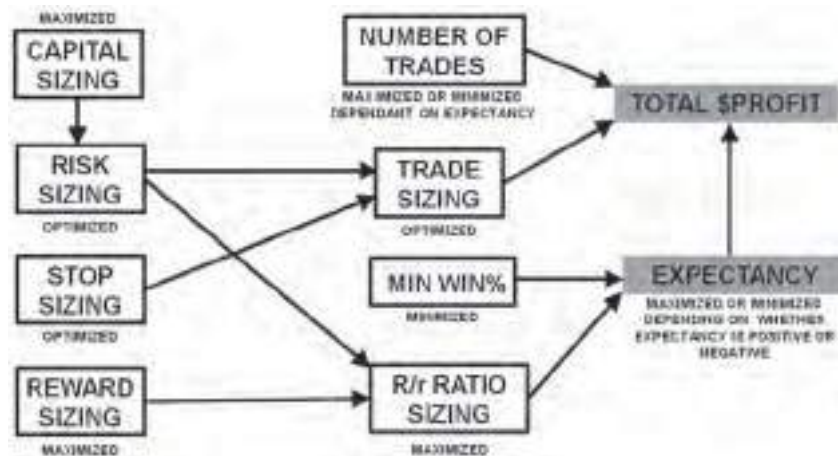 MAXIMIZED
CAPITAL
SIZING
NUMBER OF
TRADES
MAXIMIZED OR MINIMIZED
DEPENDANT ON EXPECTANCY
TOTAL $PROFIT
RISK
SIZING
OPTIMIZED
TRADE
SIZING
OPTIMIZED
STOP
SIZING
OPTIMIZED
MIN WIN%
MINIMIZED
EXPECTANCY
MAXIMIZED OR MINIMIZED
DEPENDING ON WHETHER
EXPECTANCY IS POSITIVE OR
NEGATIVE
REWARD
SIZING
MAXIMIZED
R/r RATIO
SIZING
MAXIMIZED